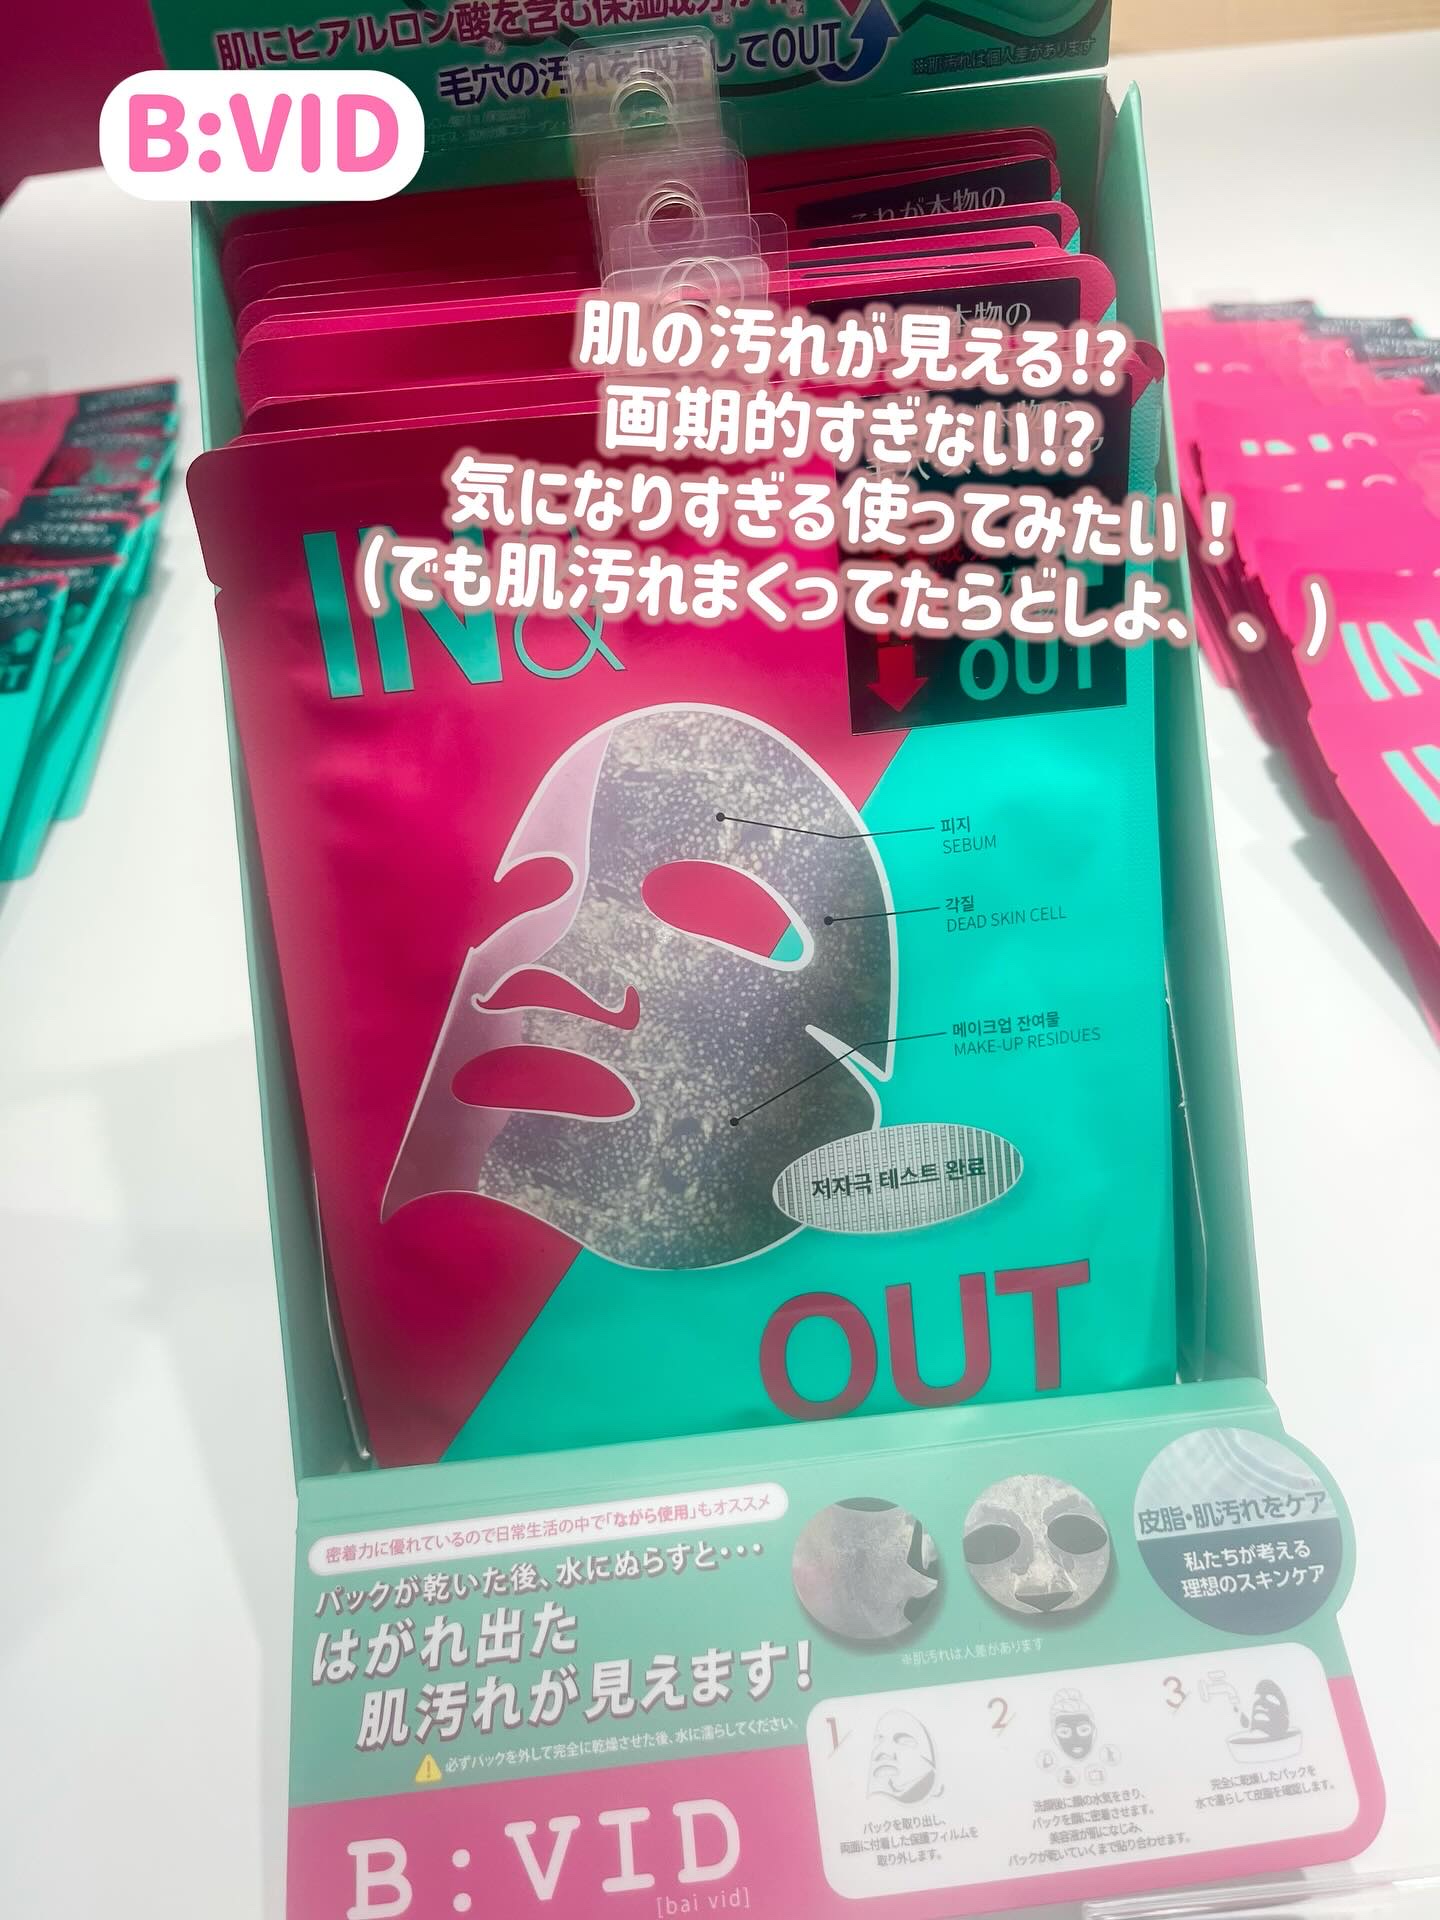 肌にヒアルロン酸を含む保湿成分が
毛穴の汚れを吸着してOUT
※肌汚れは個人差があります
B:VID
これが本物の
本物の
肌の汚れが見える!?
画期的すぎない!?
気になりすぎる使ってみたい！
(でも肌汚れまくってたらどしよ、、)
IN&
OUT
피지
SEBUM
각질
DEAD SKIN CELL
메이크업 잔여물
MAKE-UP RESIDUES
저자극 테스트 완료
OUT
密着力に優れているので日常生活の中で「ながら使用」もオススメ
パックが乾いた後、水にぬらすと・・・
はがれ出た
肌汚れが見えます!
必ずパックを外して完全に乾燥させた後、水に濡らしてください。
※肌汚れは人差があります
皮脂・肌汚れをケア
私たちが考える
理想のスキンケア
1
パックを取り出し、
両面に付着した保護フィルムを
取り外します。
2
洗顔後に顔の水気をきり、
パックを顔に密着させます。
美容液が肌になじみ、
パックが乾いていくまで貼り合わせます。
3
完全に乾燥したパックを
水で濡らして皮脂を確認します。
B:VID
[bai vid]
IN